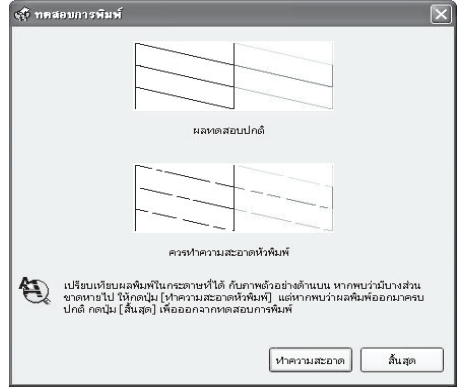 ทดสอบการพิมพ์
ผลทดสอบปกติ
ควรทำความสะอาดหัวพิมพ์
เปรียบเทียบผลพิมพ์ในกระดาษที่ได้ กับภาพตัวอย่างด้านบน หากพบว่ามีบางส่วน
ขาดหายไป ให้กดปุ่ม [ทำความสะอาดหัวพิมพ์] แต่หากพบว่าผลพิมพ์ออกมาครบ
ปกติ กดปุ่ม [สิ้นสุด] เพื่อออกจากทดสอบการพิมพ์
ทำความสะอาด
สิ้นสุด